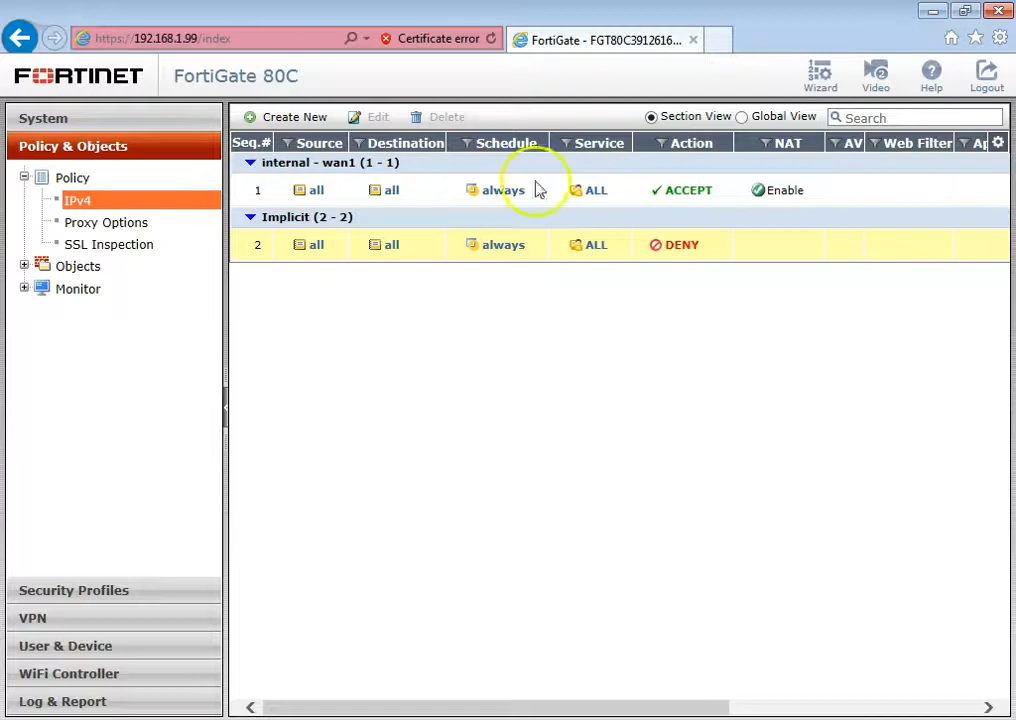 https://192.168.1.99/index
Certificate error
FortiGate - FGT80C3912616...
FORTINET
FortiGate 80C
Wizard
Video
Help
Logout
System
Policy & Objects
Policy
IPv4
Proxy Options
SSL Inspection
Objects
Monitor
Security Profiles
VPN
User & Device
WiFi Controller
Log & Report
Create New Edit Delete Section View Global View Search
Seq.# Source Destination Schedule Service Action NAT AV Web Filter
internal - wan1 (1 - 1)
1 all all always ALL ACCEPT Enable
Implicit (2 - 2)
2 all all always ALL DENY